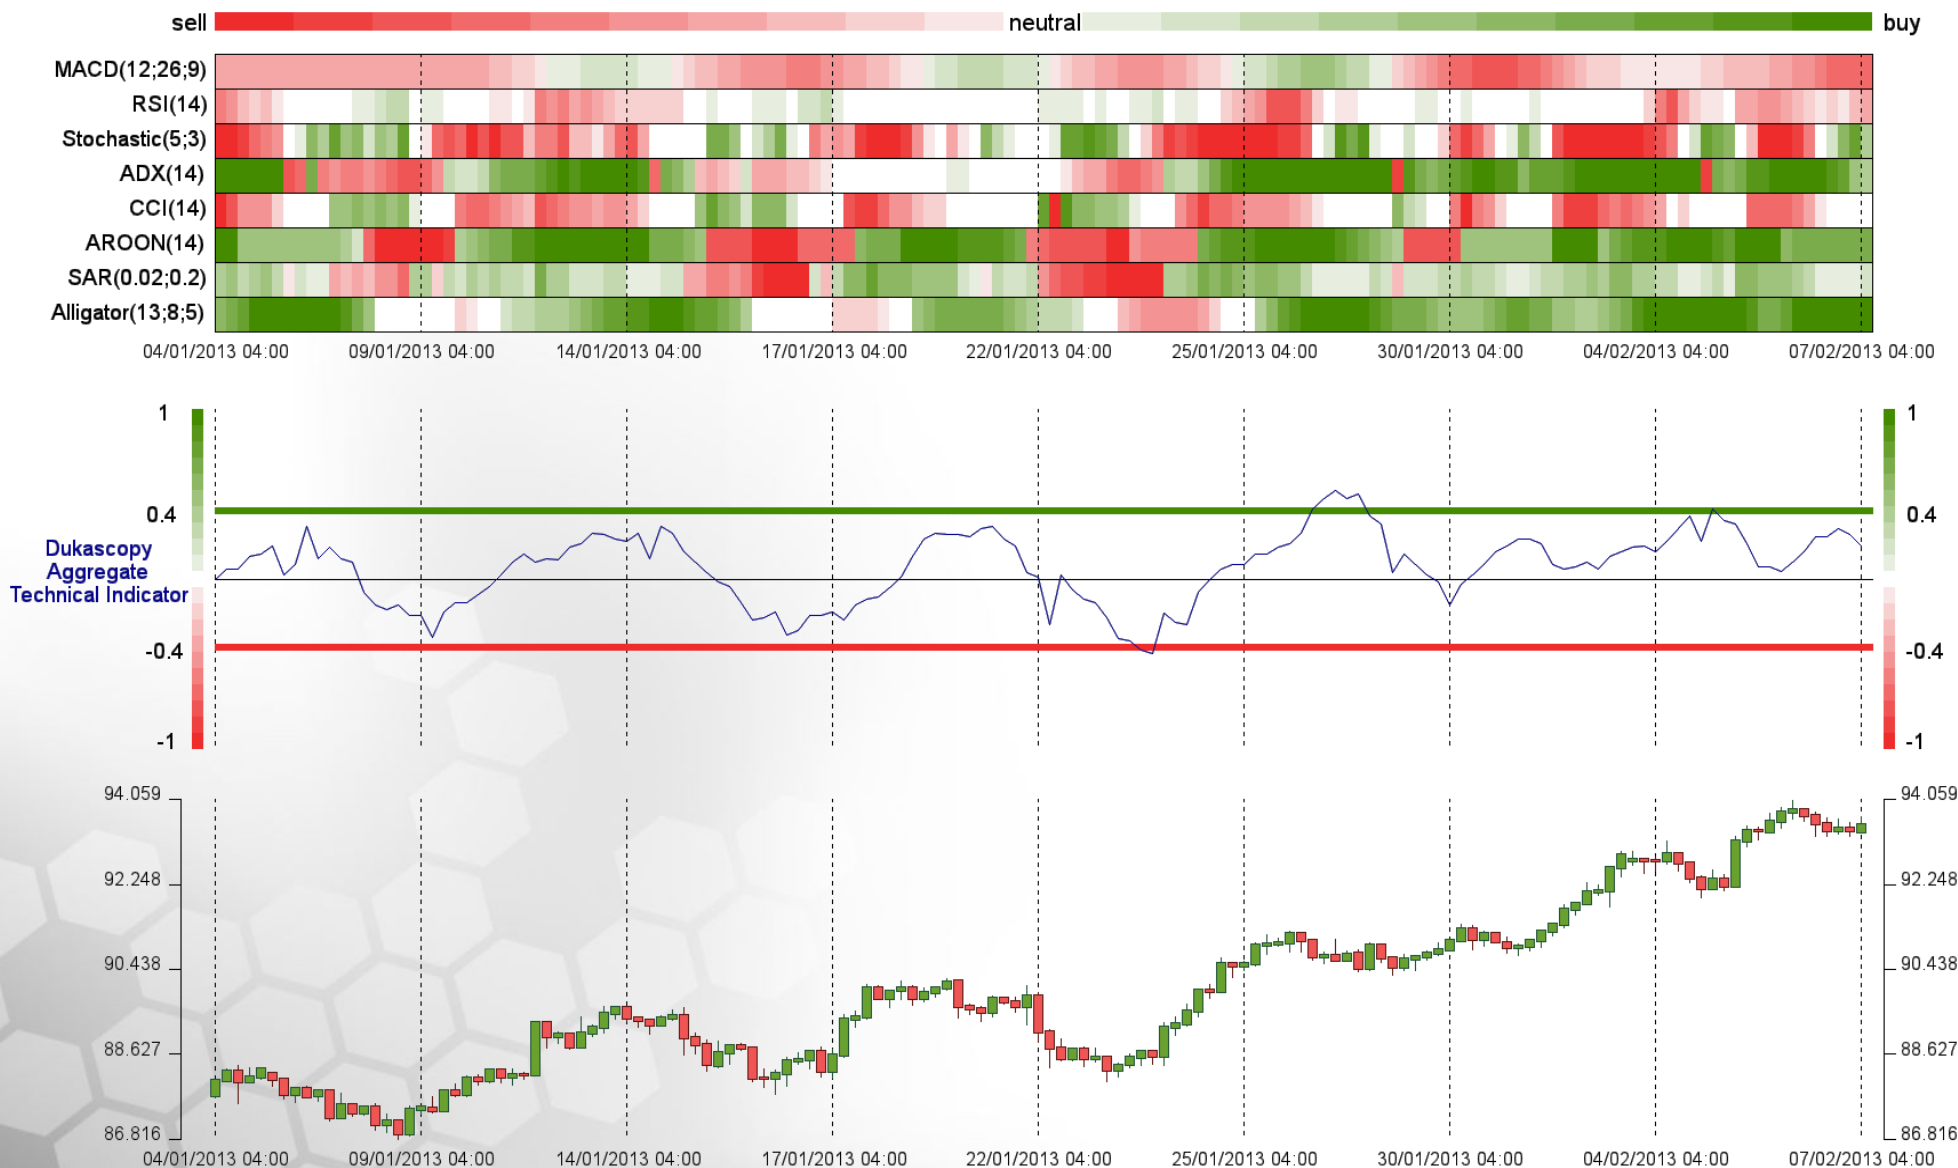 sell neutral buy
MACD(12;26;9)
RSI(14)
Stochastic(5;3)
ADX(14)
CCI(14)
AROON(14)
SAR(0.02;0.2)
Alligator(13;8;5)
04/01/2013 04:00 09/01/2013 04:00 14/01/2013 04:00 17/01/2013 04:00 22/01/2013 04:00 25/01/2013 04:00 30/01/2013 04:00 04/02/2013 04:00 07/02/2013 04:00
1 1
0.4 0.4
Dukascopy
Aggregate
Technical Indicator
-0.4 -0.4
-1 -1
94.059 94.059
92.248 92.248
90.438 90.438
88.627 88.627
86.816 86.816
04/01/2013 04:00 09/01/2013 04:00 14/01/2013 04:00 17/01/2013 04:00 22/01/2013 04:00 25/01/2013 04:00 30/01/2013 04:00 04/02/2013 04:00 07/02/2013 04:00